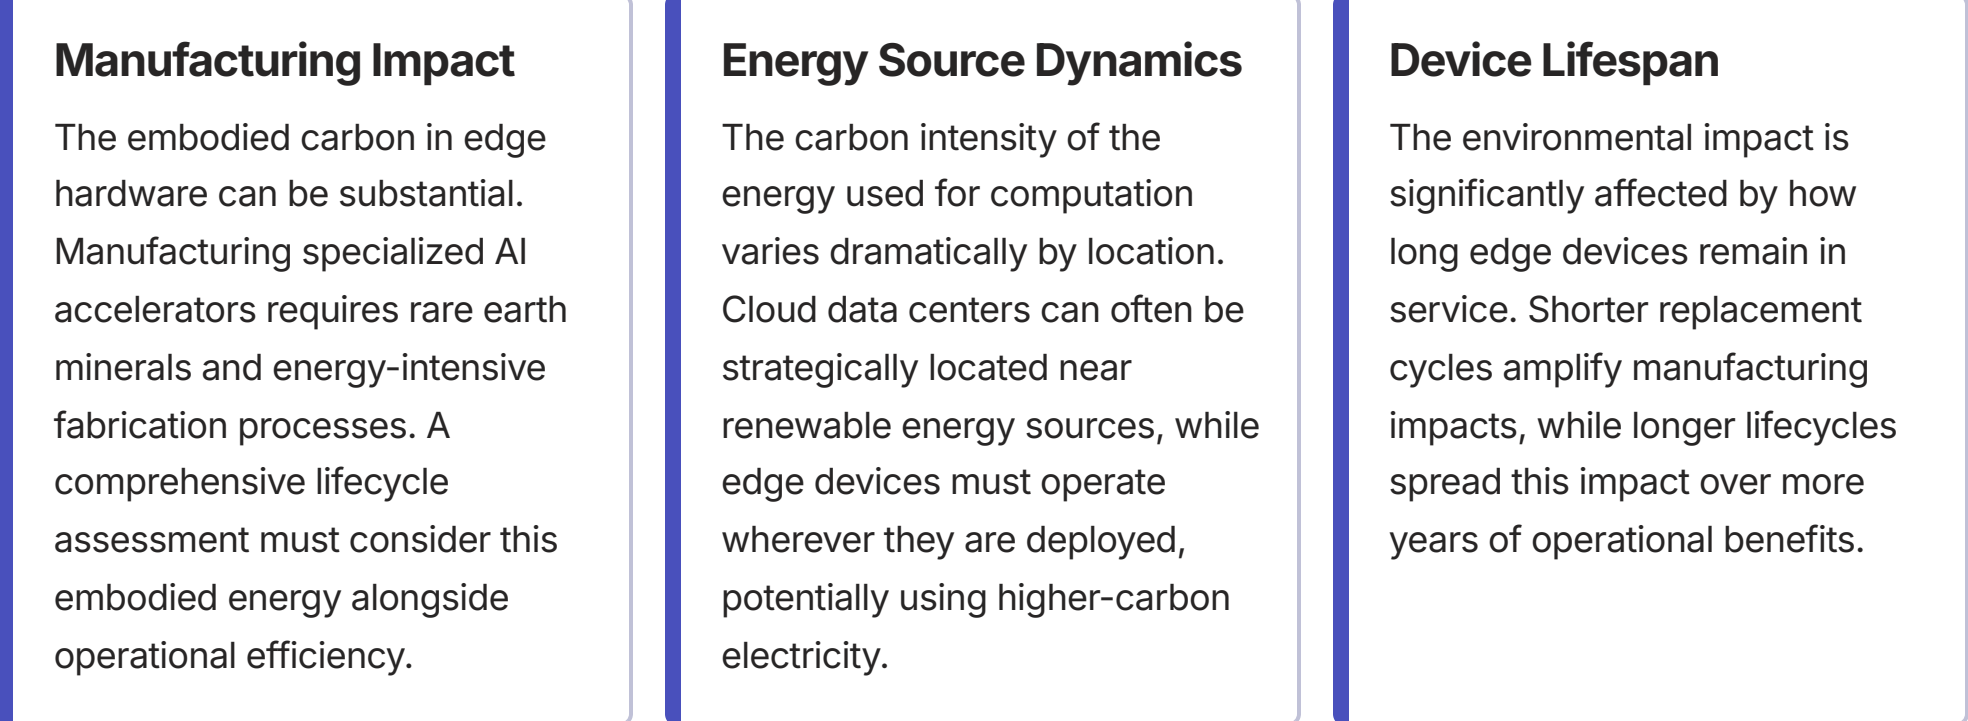 Manufacturing Impact
The embodied carbon in edge
hardware can be substantial.
Manufacturing specialized AI
accelerators requires rare earth
minerals and energy-intensive
fabrication processes. A
comprehensive lifecycle
assessment must consider this
embodied energy alongside
operational efficiency.
Energy Source Dynamics
The carbon intensity of the
energy used for computation
varies dramatically by location.
Cloud data centers can often be
strategically located near
renewable energy sources, while
edge devices must operate
wherever they are deployed,
potentially using higher-carbon
electricity.
Device Lifespan
The environmental impact is
significantly affected by how
long edge devices remain in
service. Shorter replacement
cycles amplify manufacturing
impacts, while longer lifecycles
spread this impact over more
years of operational benefits.